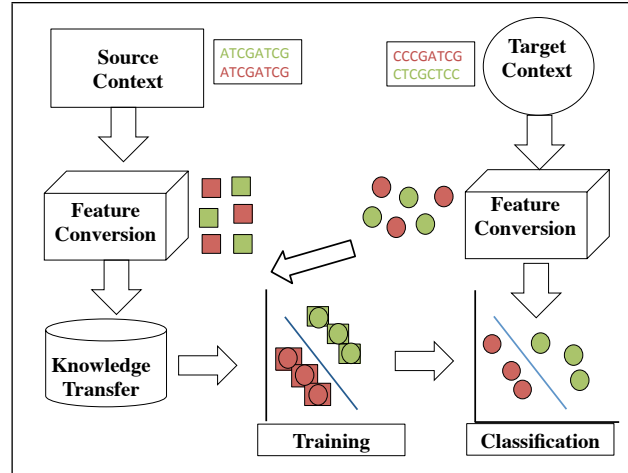 Source
Context
ATCGATCG
ATCGATCG
CCCGATCG
CTCGCTCC
Target
Context
Feature
Conversion
Feature
Conversion
Knowledge
Transfer
Training
Classification